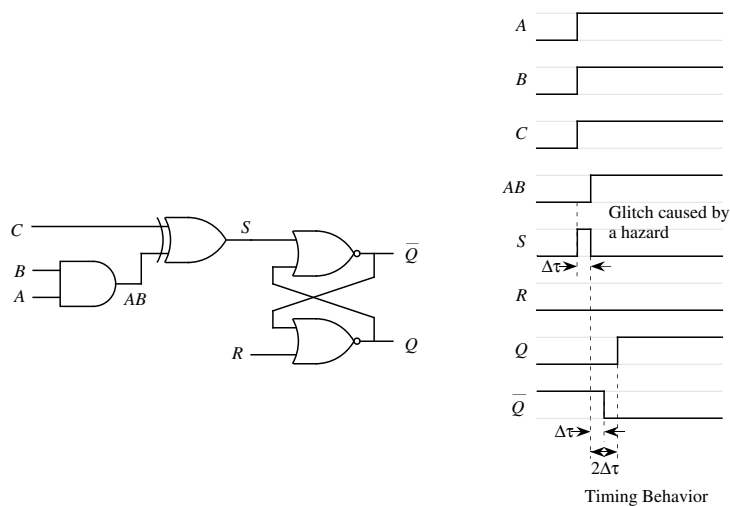 C
B
A
AB
S
R
Q̅
Q
A
B
C
AB
Glitch caused by
a hazard
S
Δτ
R
Q
Q̅
Δτ
2Δτ
Timing Behavior